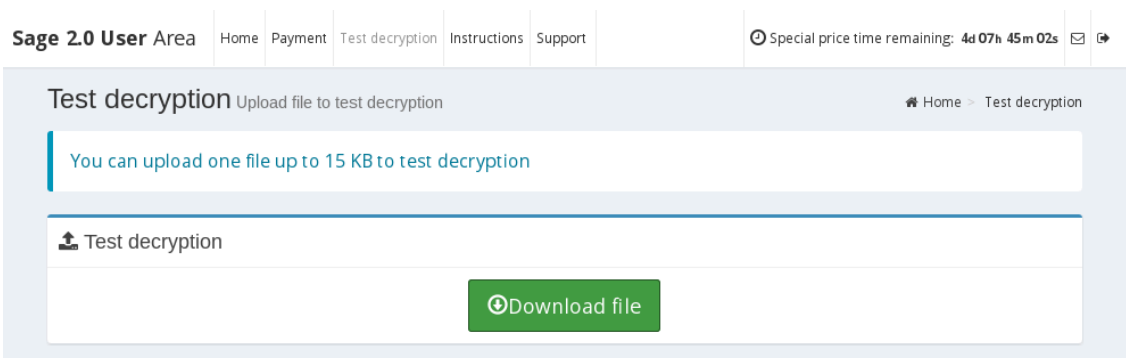 Sage 2.0 User Area Home Payment Test decryption Instructions Support Special price time remaining: 4d 07h 45m 02s
Test decryption Upload file to test decryption Home > Test decryption
You can upload one file up to 15 KB to test decryption
Test decryption
Download file